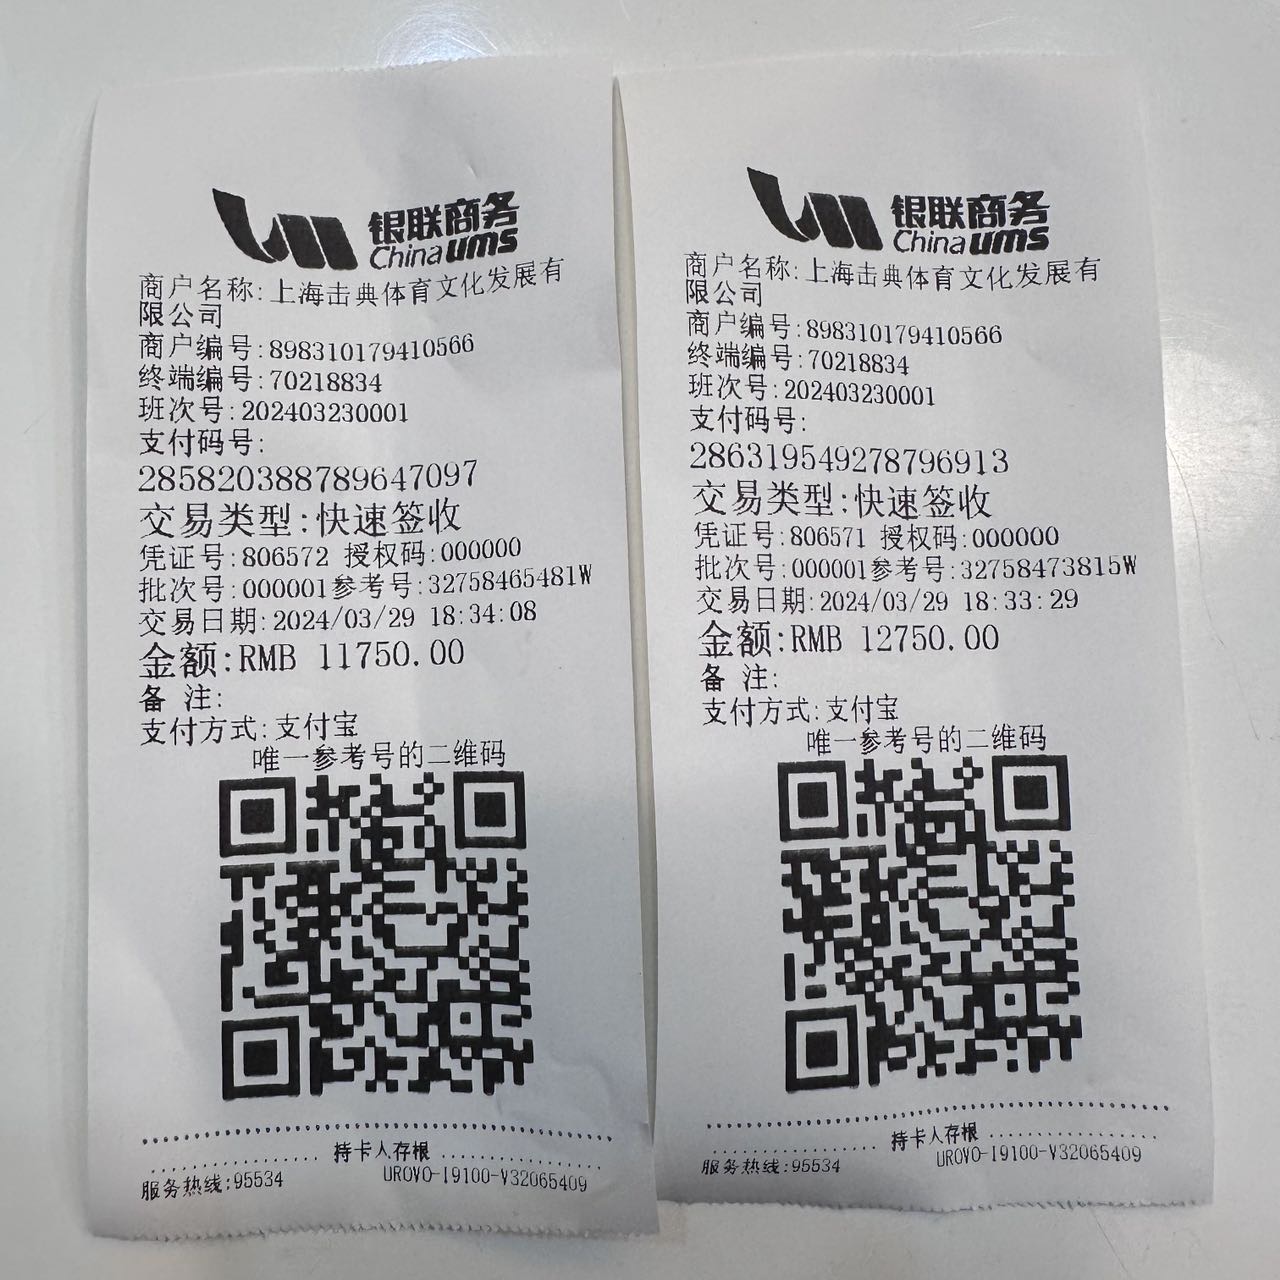 银联商务
China ums
商户名称:上海击典体育文化发展有
限公司
商户编号:898310179410566
终端编号:70218834
班次号:202403230001
支付码号:
285820388789647097
交易类型:快速签收
凭证号:806572 授权码:000000
批次号:000001参考号:32758465481W
交易日期:2024/03/29 18:34:08
金额:RMB 11750.00
备 注:
支付方式:支付宝
唯一参考号的二维码
持卡人存根
服务热线:95534
UROVO-I9100-V32065409
银联商务
China ums
商户名称:上海击典体育文化发展有
限公司
商户编号:898310179410566
终端编号:70218834
班次号:202403230001
支付码号:
286319549278796913
交易类型:快速签收
凭证号:806571 授权码:000000
批次号:000001参考号:32758473815W
交易日期:2024/03/29 18:33:29
金额:RMB 12750.00
备 注:
支付方式:支付宝
唯一参考号的二维码
持卡人存根
服务热线:95534
UROVO-I9100-V32065409